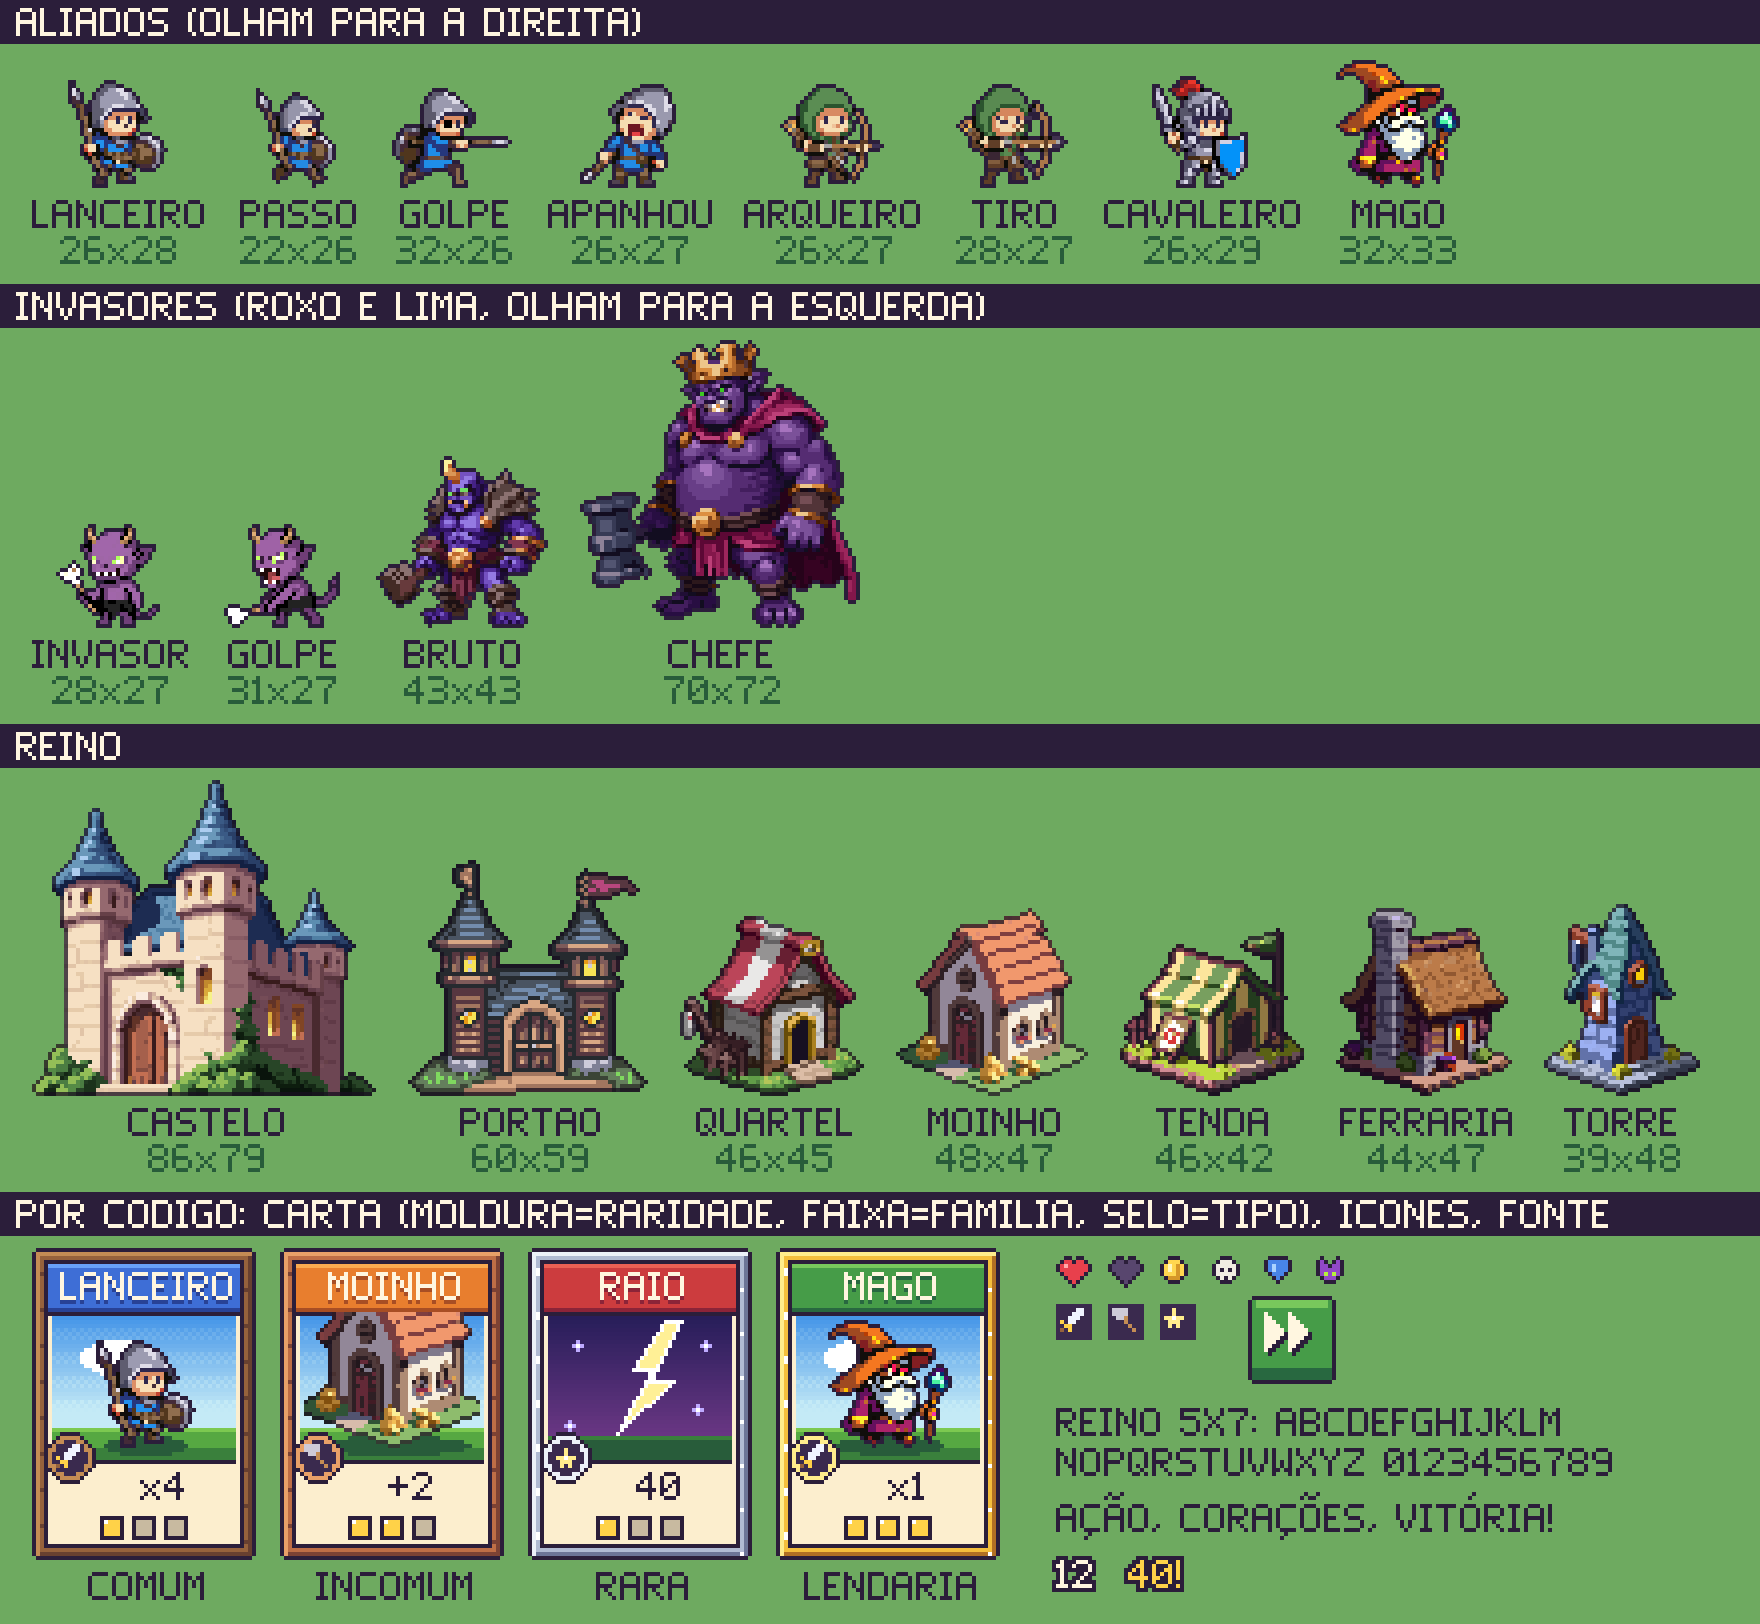 ALIADOS (OLHAM PARA A DIREITA)
LANCEIRO PASSO GOLPE APANHOU ARQUEIRO TIRO CAVALEIRO MAGO
26x28 22x26 32x26 26x27 26x27 28x27 26x29 32x33
INVASORES (ROXO E LIMA, OLHAM PARA A ESQUERDA)
INVASOR GOLPE BRUTO CHEFE
28x27 31x27 43x43 70x72
REINO
CASTELO PORTAO QUARTEL MOINHO TENDA FERRARIA TORRE
86x79 60x59 46x45 48x47 46x42 44x47 39x48
POR CODIGO: CARTA (MOLDURA=RARIDADE, FAIXA=FAMILIA, SELO=TIPO), ICONES, FONTE
LANCEIRO MOINHO RAIO MAGO
x4 +2 40 x1
COMUM INCOMUM RARA LENDARIA
REINO 5X7: ABCDEFGHIJKLM
NOPQRSTUVWXYZ 0123456789
AÇÃO, CORAÇÕES, VITÓRIA!
12 40!